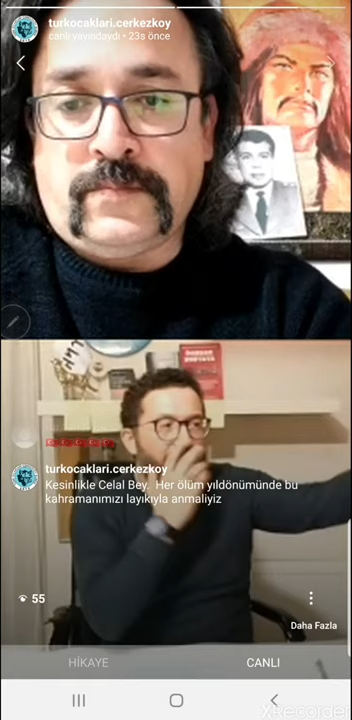 turkocaklari.cerkezkoy
canlı yayındaydı • 23s önce
turkocaklari.cerkezkoy
Kesinlikle Celal Bey. Her ölüm yıldönümünde bu
kahramanımızı layıkıyla anmaliyiz
55
Daha Fazla
HİKAYE
CANLI
XRecorder